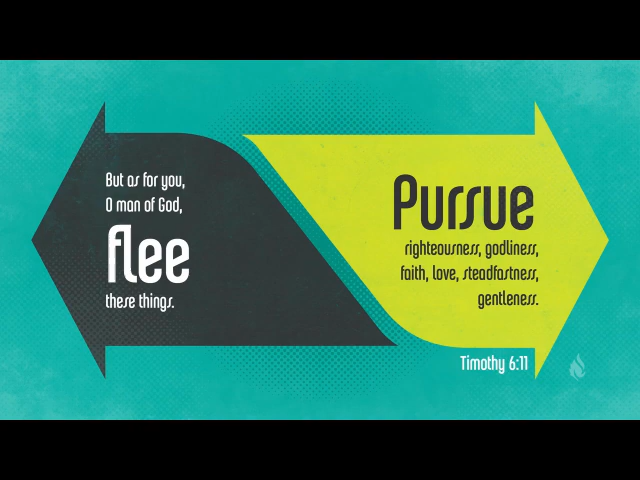 But as for you,
O man of God,
flee
these things.
Pursue
righteousness, godliness,
faith, love, steadfastness,
gentleness.
Timothy 6:11